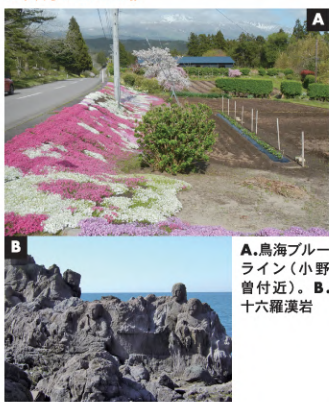 A
B
A.鳥海ブルー
ライン(小野
曽付近)。B.
十六羅漢岩